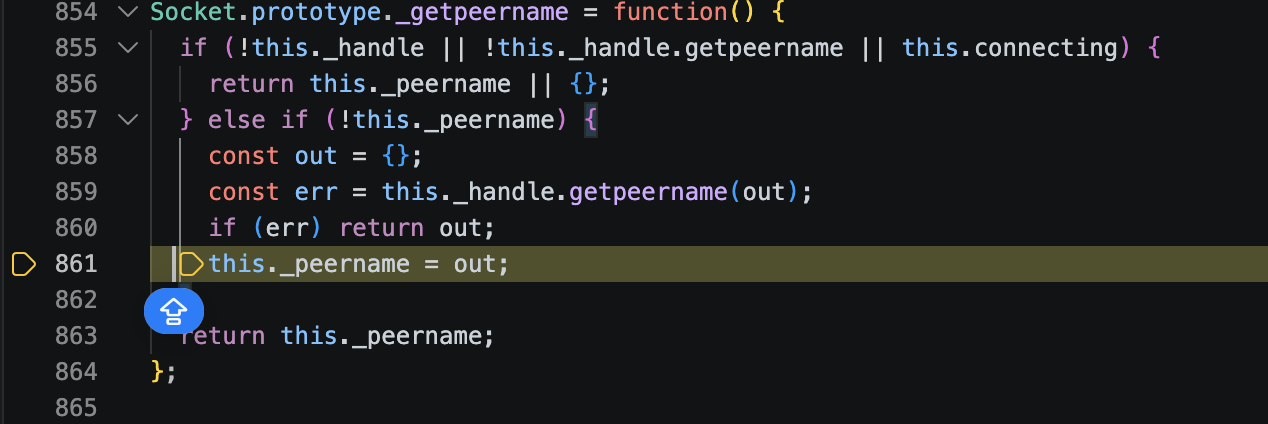 854 Socket.prototype._getpeername = function() {
855 if (!this._handle || !this._handle.getpeername || this.connecting) {
856 return this._peername || {};
857 } else if (!this._peername) {
858 const out = {};
859 const err = this._handle.getpeername(out);
860 if (err) return out;
861 this._peername = out;
862
863 return this._peername;
864 };
865